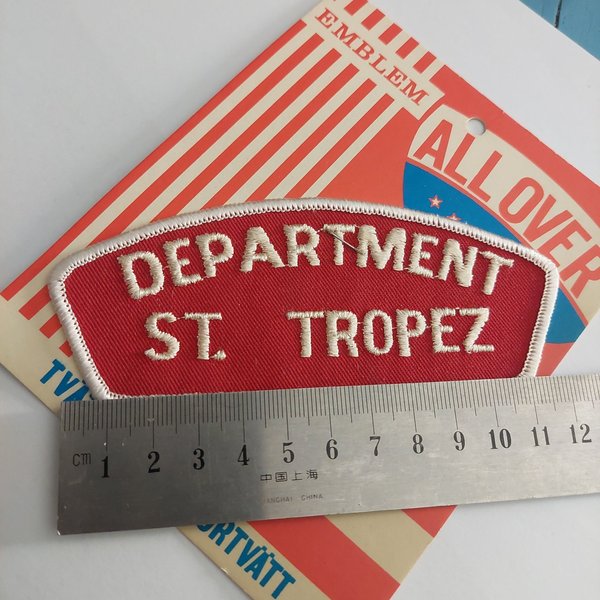 EMBLEM
ALL OVER
DEPARTMENT
ST. TROPEZ
cm 1 2 3 4 5 6 7 8 9 10 11 12
中国上海
SHANGHAI CHINA